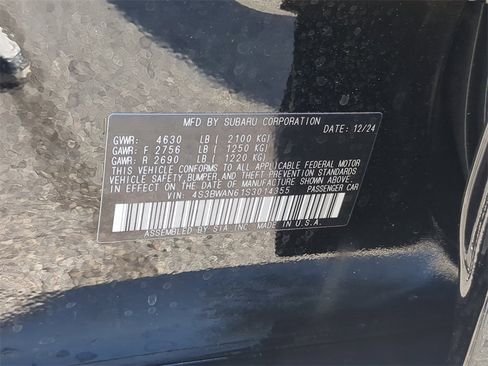 MFD BY SUBARU CORPORATION
DATE: 12/24
GVWR: 4630 LB ( 2100 KG)
GAWR: F 2756 LB ( 1250 KG)
GAWR: R 2690 LB ( 1220 KG)
THIS VEHICLE CONFORMS TO ALL APPLICABLE FEDERAL MOTOR
VEHICLE SAFETY, BUMPER, AND THEFT PREVENTION STANDARDS
IN EFFECT ON THE DATE OF MANUFACTURE SHOWN ABOVE.
VIN: 4S3BWAN61S3014355 PASSENGER CAR
ASSEMBLED BY SIA INC. MADE IN U.S.A.